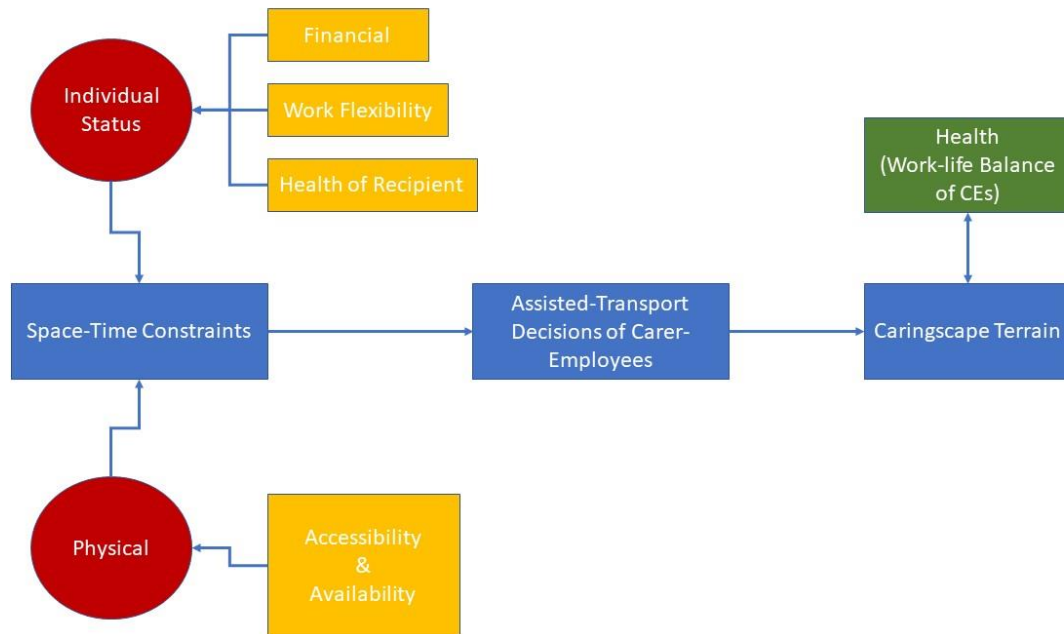 Financial
Individual
Status
Work Flexibility
Health of Recipient
Health
(Work-life Balance
of CEs)
Space-Time Constraints
Assisted-Transport
Decisions of Carer-
Employees
Caringscape Terrain
Physical
Accessibility
&
Availability